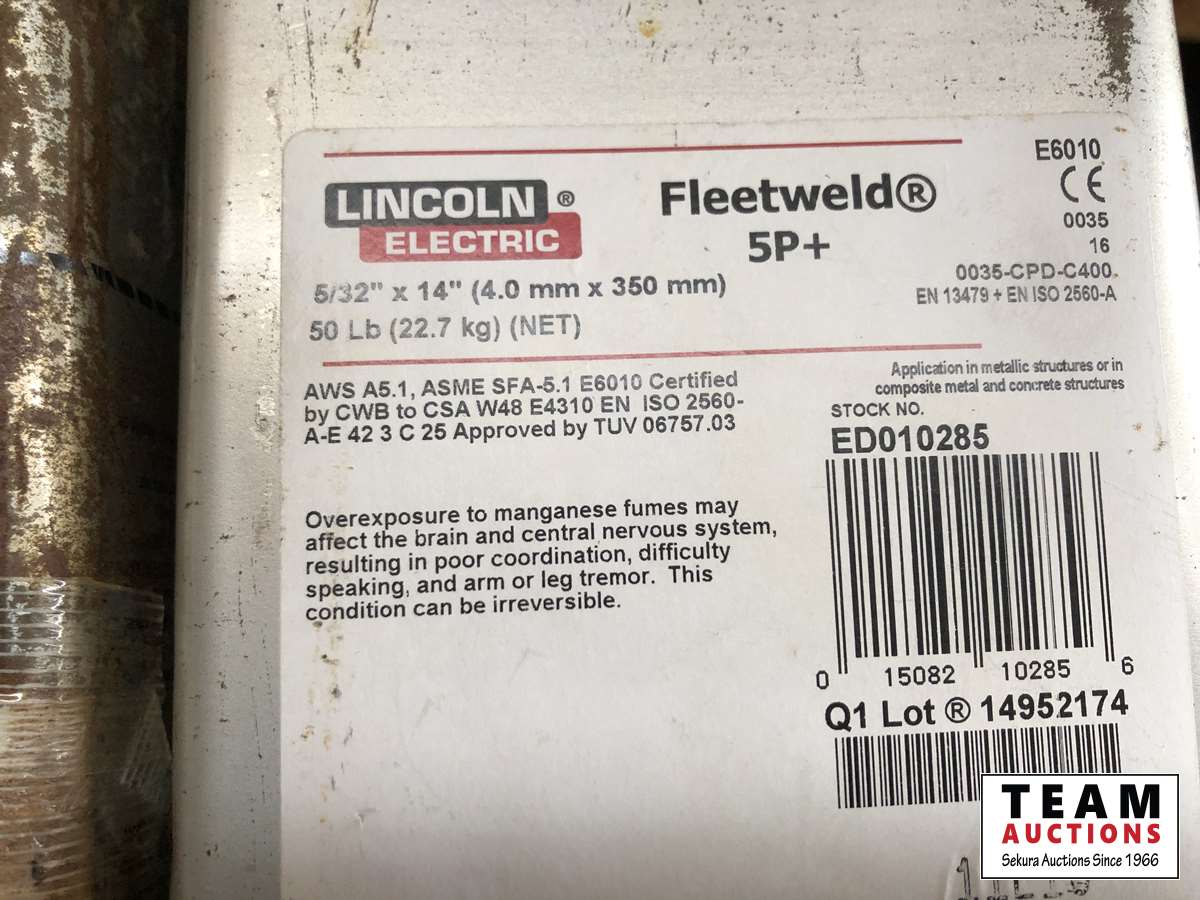 LINCOLN ®
ELECTRIC
Fleetweld®
5P+
E6010
CE
0035
16
0035-CPD-C400
EN 13479 + EN ISO 2560-A
5/32" x 14" (4.0 mm x 350 mm)
50 Lb (22.7 kg) (NET)
AWS A5.1, ASME SFA-5.1 E6010 Certified
by CWB to CSA W48 E4310 EN ISO 2560-
A-E 42 3 C 25 Approved by TUV 06757.03
Application in metallic structures or in
composite metal and concrete structures
STOCK NO.
ED010285
Overexposure to manganese fumes may
affect the brain and central nervous system,
resulting in poor coordination, difficulty
speaking, and arm or leg tremor. This
condition can be irreversible.
0 15082 10285 6
Q1 Lot ® 14952174
TEAM
AUCTIONS
Sekura Auctions Since 1966